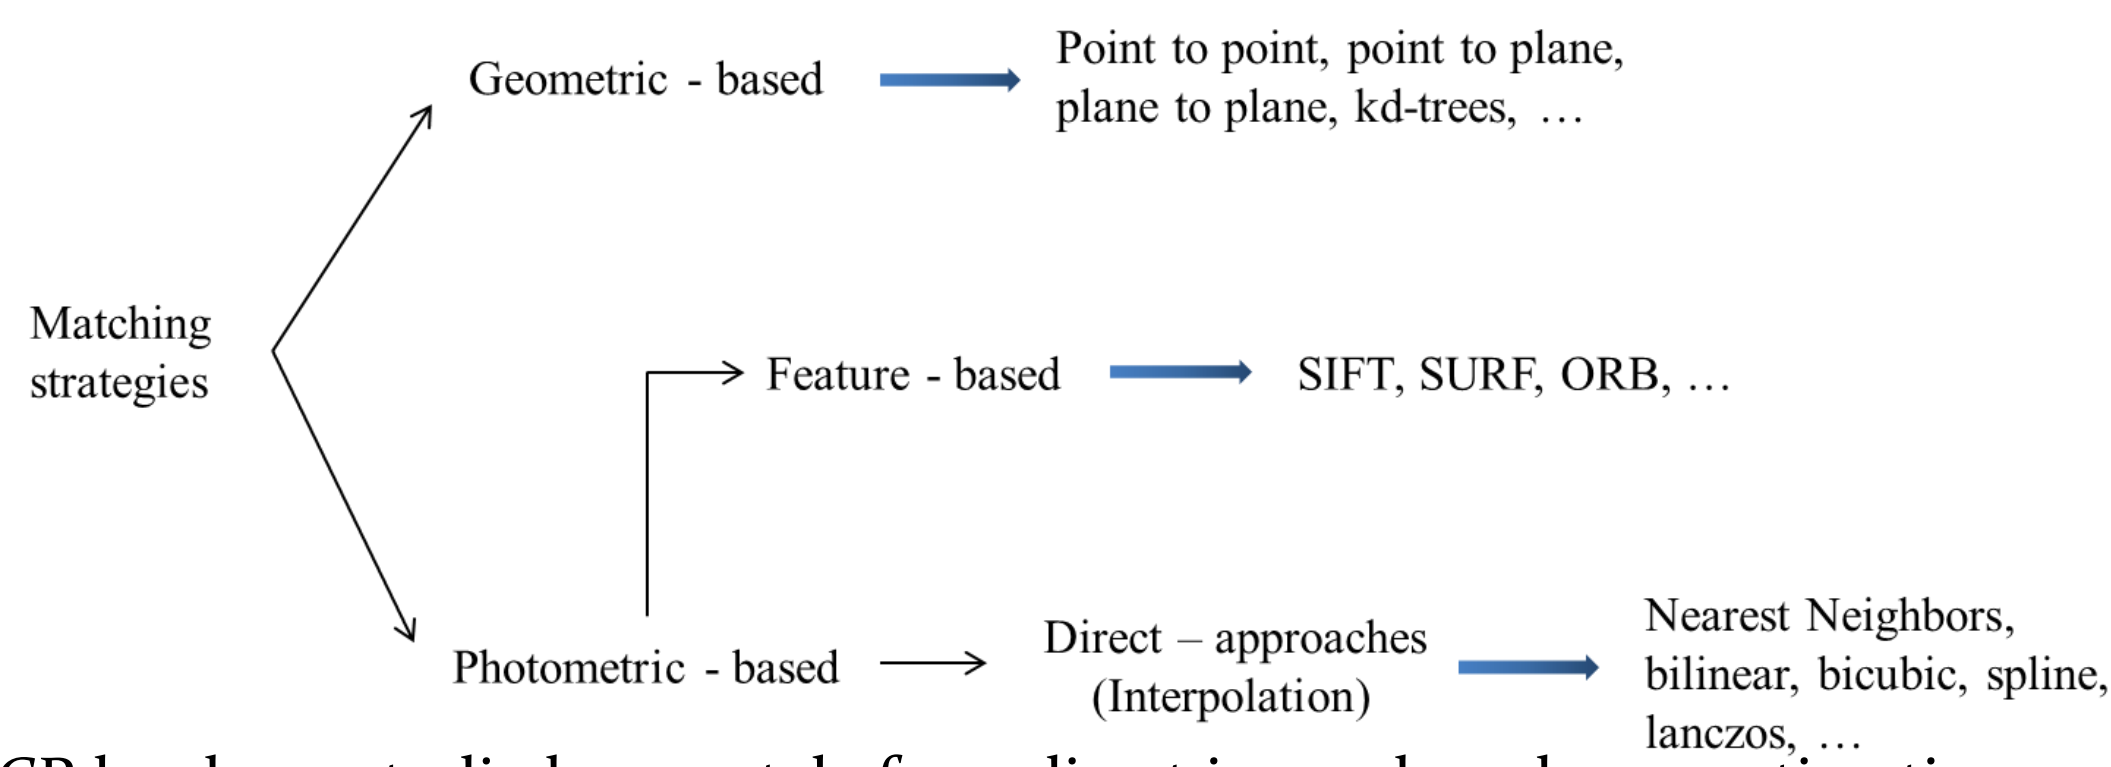 Point to point, point to plane,
Geometric - based
plane to plane, kd-trees, …
Matching
strategies
Feature - based
SIFT, SURF, ORB, …
Photometric - based
Direct – approaches
(Interpolation)
Nearest Neighbors,
bilinear, bicubic, spline,
lanczos, …